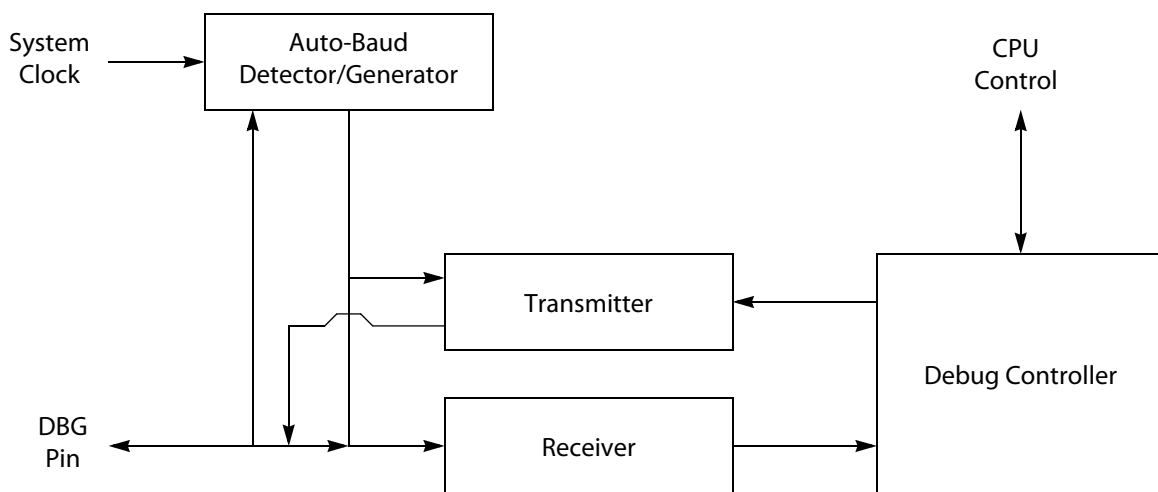 System
Clock
Auto-Baud
Detector/Generator
CPU
Control
Transmitter
Debug Controller
DBG
Pin
Receiver